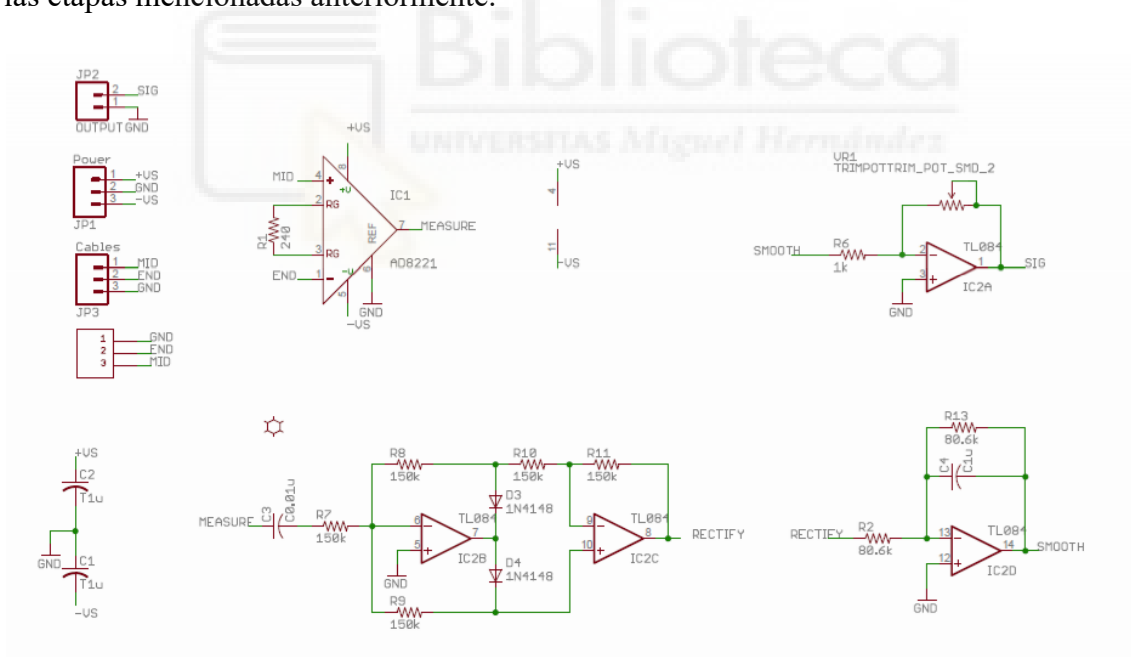 las etapas mencionadas anteriormente.
Biblioteca
UNIVERSITAS Miguel Hernández
JP2
2 SIG
1
OUTPUT GND
Power
1 +VS
2 GND
3 -VS
JP1
Cables
1 MID
2 END
3 GND
JP3
1 GND
2 END
3 MID
+VS
8
MID 4 + +V IC1
2 RG
R1 240
REF 7 MEASURE
3 RG
AD8221
END 1 - -V 6
5 GND
-VS
+VS
4
11
-VS
VR1
TRIMPOTTRIM_POT_SMD_2
SMOOTH R6 2 - TL084
1k 1 SIG
3 + IC2A
GND
+VS
C2
T1u
GND C1
T1u
-VS
R8 R10 R11
150k 150k 150k
D3
1N4148
MEASURE C3 C0.01u R7 6 - TL084 9 - TL084
150k 7 8 RECTIFY
5 + IC2B 10 + IC2C
D4
GND 1N4148
R9
150k
R13
80.6k
C4 C1u
RECTIFY R2 13 - TL084
80.6k 14 SMOOTH
12 + IC2D
GND